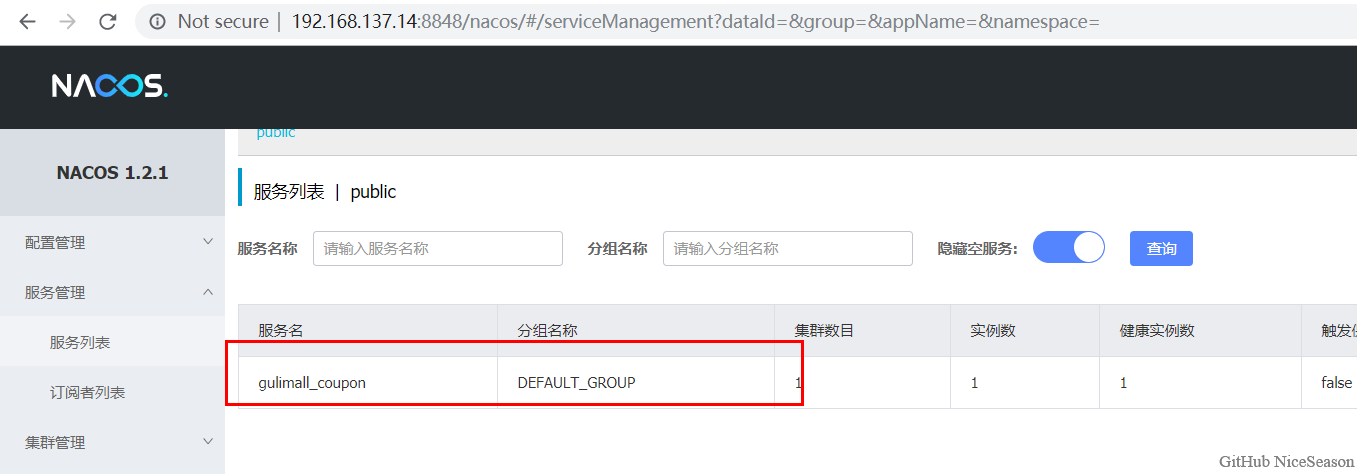 Not secure | 192.168.137.14:8848/nacos/#/serviceManagement?dataId=&group=&appName=&namespace=
NACOS.
public
NACOS 1.2.1
配置管理
服务管理
服务列表
订阅者列表
集群管理
服务列表 | public
服务名称 请输入服务名称 分组名称 请输入分组名称 隐藏空服务: 查询
服务名 分组名称 集群数目 实例数 健康实例数 触发
gulimall_coupon DEFAULT_GROUP 1 1 1 false
GitHub NiceSeason